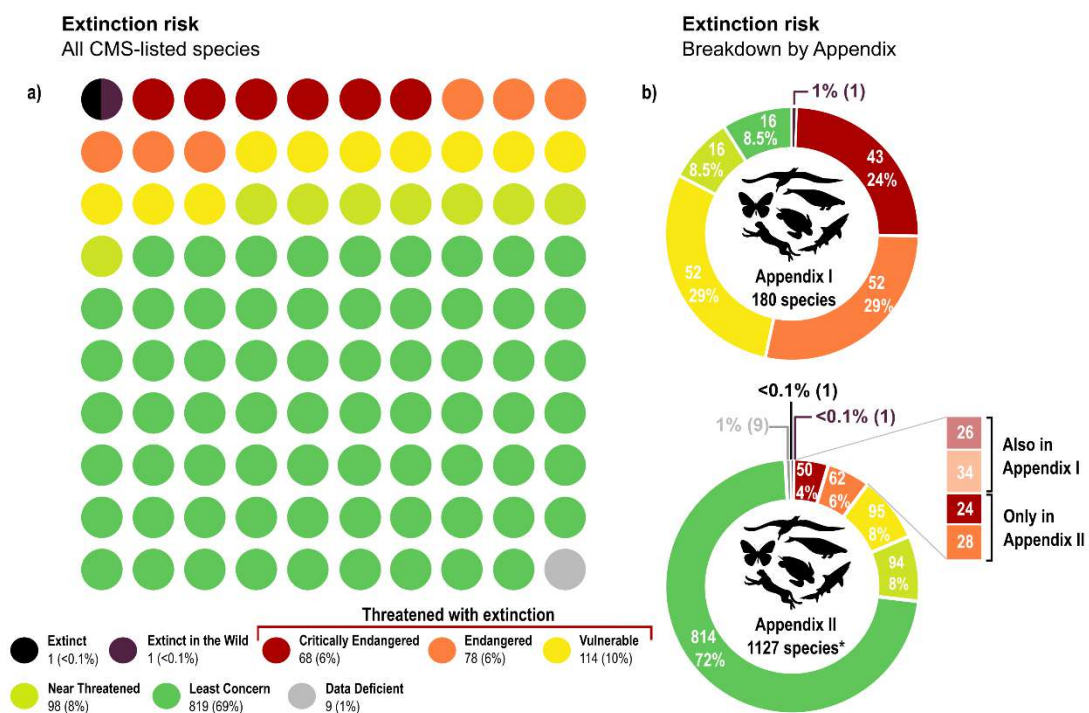 Extinction risk
All CMS-listed species
a)
Extinct
1 (<0.1%)
Extinct in the Wild
1 (<0.1%)
Threatened with extinction
Critically Endangered
68 (6%)
Endangered
78 (6%)
Vulnerable
114 (10%)
Near Threatened
98 (8%)
Least Concern
819 (69%)
Data Deficient
9 (1%)
Extinction risk
Breakdown by Appendix
b)
1% (1)
16
8.5%
43
24%
16
8.5%
52
29%
52
29%
Appendix I
180 species
<0.1% (1)
1% (9)
<0.1% (1)
50
4%
62
6%
95
8%
94
8%
814
72%
Appendix II
1127 species*
26
34
Also in
Appendix I
24
28
Only in
Appendix II